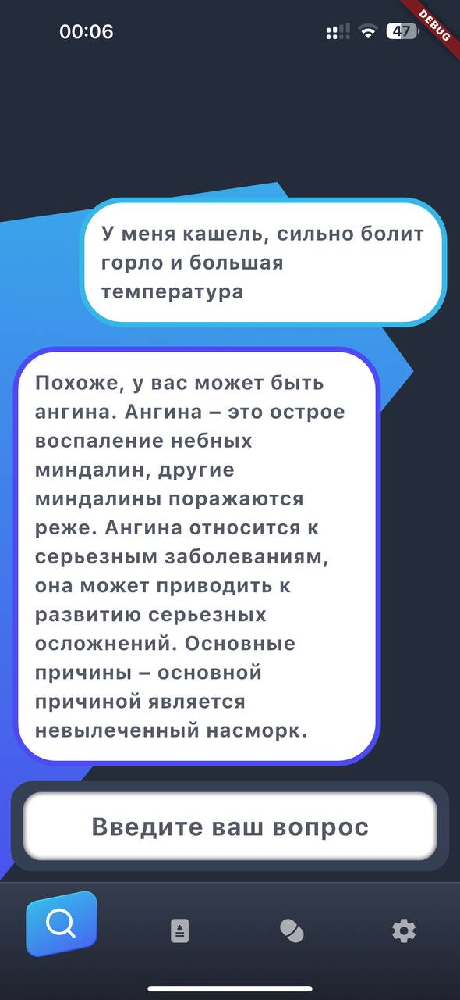 00:06
47
DEBUG
У меня кашель, сильно болит
горло и большая
температура
Похоже, у вас может быть
ангина. Ангина – это острое
воспаление небных
миндалин, другие
миндалины поражаются
реже. Ангина относится к
серьезным заболеваниям,
она может приводить к
развитию серьезных
осложнений. Основные
причины – основной
причиной является
невылеченный насморк.
Введите ваш вопрос